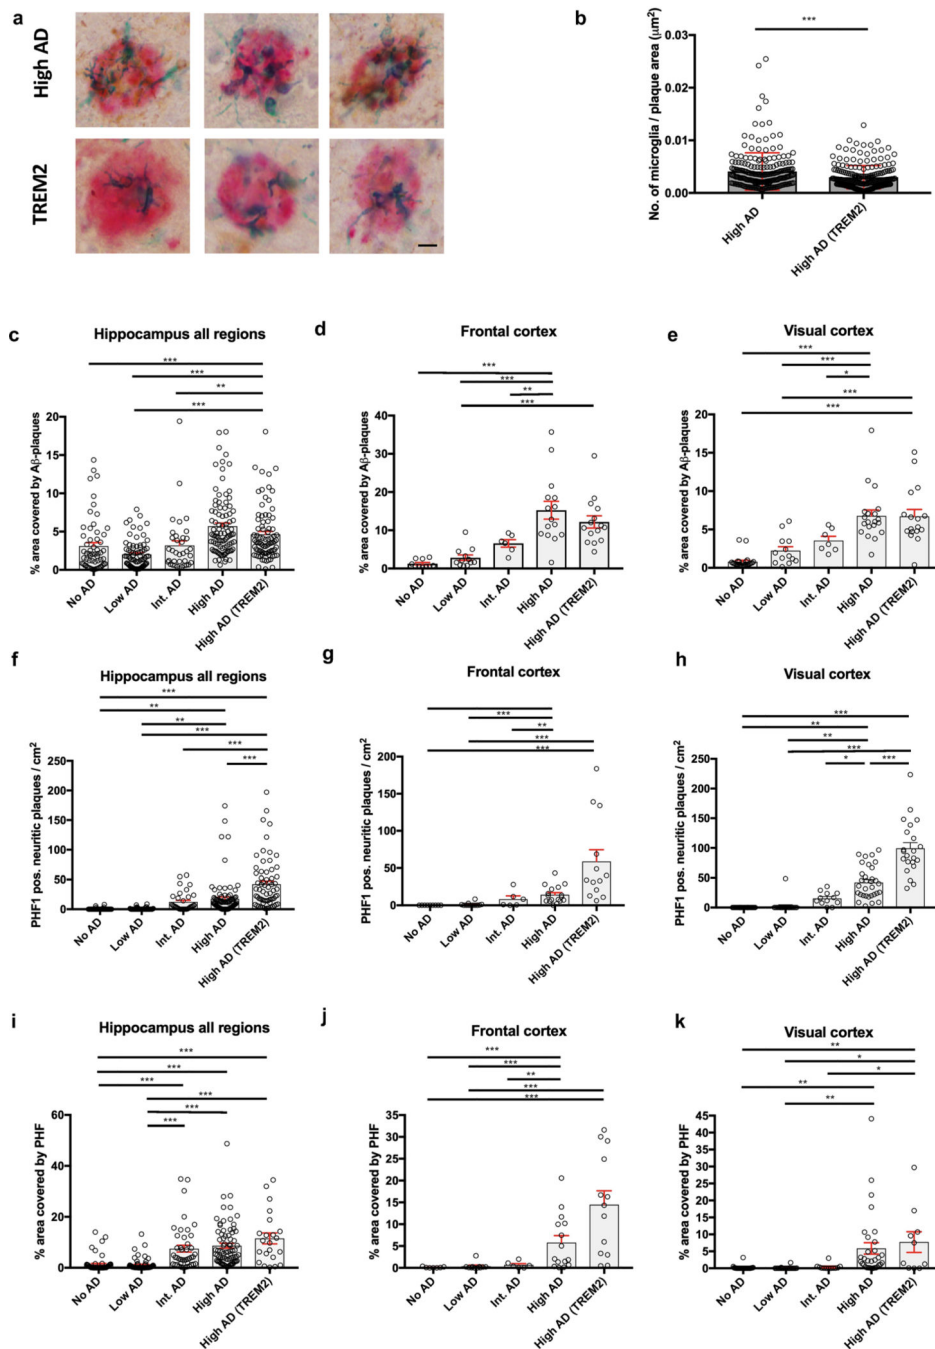 a
High AD
TREM2
b
***
No. of microglia / plaque area (μm²)
0.03
0.02
0.01
0.00
High AD
High AD (TREM2)
c
Hippocampus all regions
***
***
**
***
% area covered by Aβ-plaques
20
15
10
5
0
No AD
Low AD
Int. AD
High AD
High AD (TREM2)
d
Frontal cortex
***
***
**
***
% area covered by Aβ-plaques
40
30
20
10
0
No AD
Low AD
Int. AD
High AD
High AD (TREM2)
e
Visual cortex
***
***
*
***
***
% area covered by Aβ-plaques
20
15
10
5
0
No AD
Low AD
Int. AD
High AD
High AD (TREM2)
f
Hippocampus all regions
***
**
**
***
***
***
PHF1 pos. neuritic plaques / cm²
250
200
150
100
50
0
No AD
Low AD
Int. AD
High AD
High AD (TREM2)
g
Frontal cortex
***
***
**
***
***
PHF1 pos. neuritic plaques / cm²
200
150
100
50
0
No AD
Low AD
Int. AD
High AD
High AD (TREM2)
h
Visual cortex
***
**
**
***
*
***
PHF1 pos. neuritic plaques / cm²
250
200
150
100
50
0
No AD
Low AD
Int. AD
High AD
High AD (TREM2)
i
Hippocampus all regions
***
***
***
***
***
***
% area covered by PHF
60
40
20
0
No AD
Low AD
Int. AD
High AD
High AD (TREM2)
j
Frontal cortex
***
***
**
***
***
% area covered by PHF
35
30
25
20
15
10
5
0
No AD
Low AD
Int. AD
High AD
High AD (TREM2)
k
Visual cortex
**
*
*
**
**
% area covered by PHF
45
40
35
30
25
20
15
10
5
0
No AD
Low AD
Int. AD
High AD
High AD (TREM2)